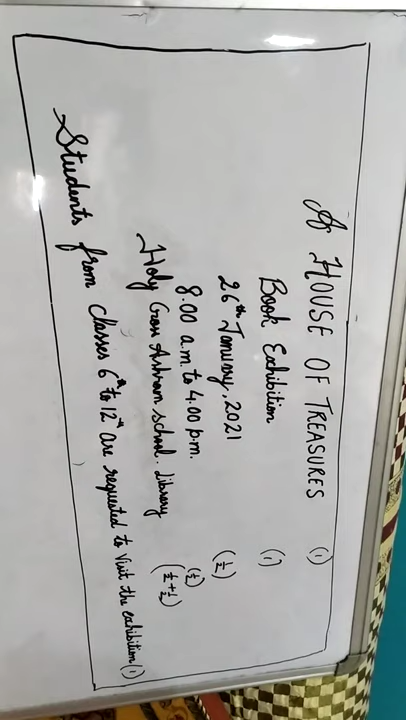 A HOUSE OF TREASURES (1)
Book Exhibition (1)
26th January, 2021 (1/2)
8.00 a.m. to 4.00 p.m. (1/2)
Holy Cross Ashram school. Library (1/2+1/2)
Students from classes 6th to 12th are requested to visit the exhibition (1)